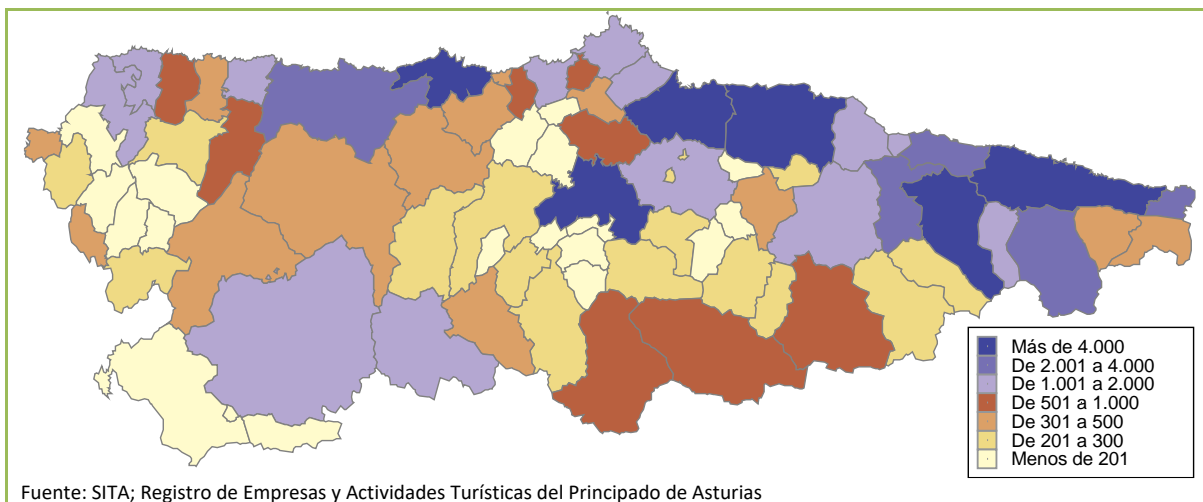 Más de 4.000
De 2.001 a 4.000
De 1.001 a 2.000
De 501 a 1.000
De 301 a 500
De 201 a 300
Menos de 201
Fuente: SITA; Registro de Empresas y Actividades Turísticas del Principado de Asturias